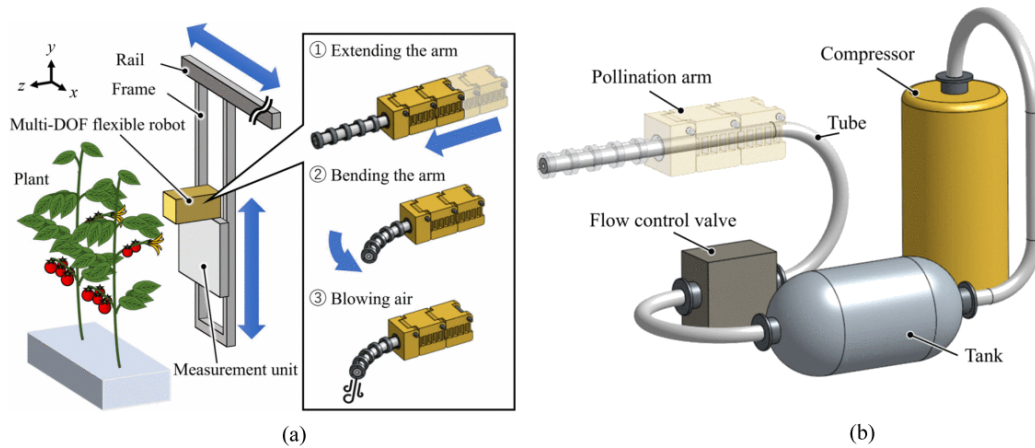 (a)
y
z
x
Rail
Frame
Multi-DOF flexible robot
Plant
Measurement unit
① Extending the arm
② Bending the arm
③ Blowing air
(a)
Pollination arm
Compressor
Tube
Flow control valve
Tank
(b)